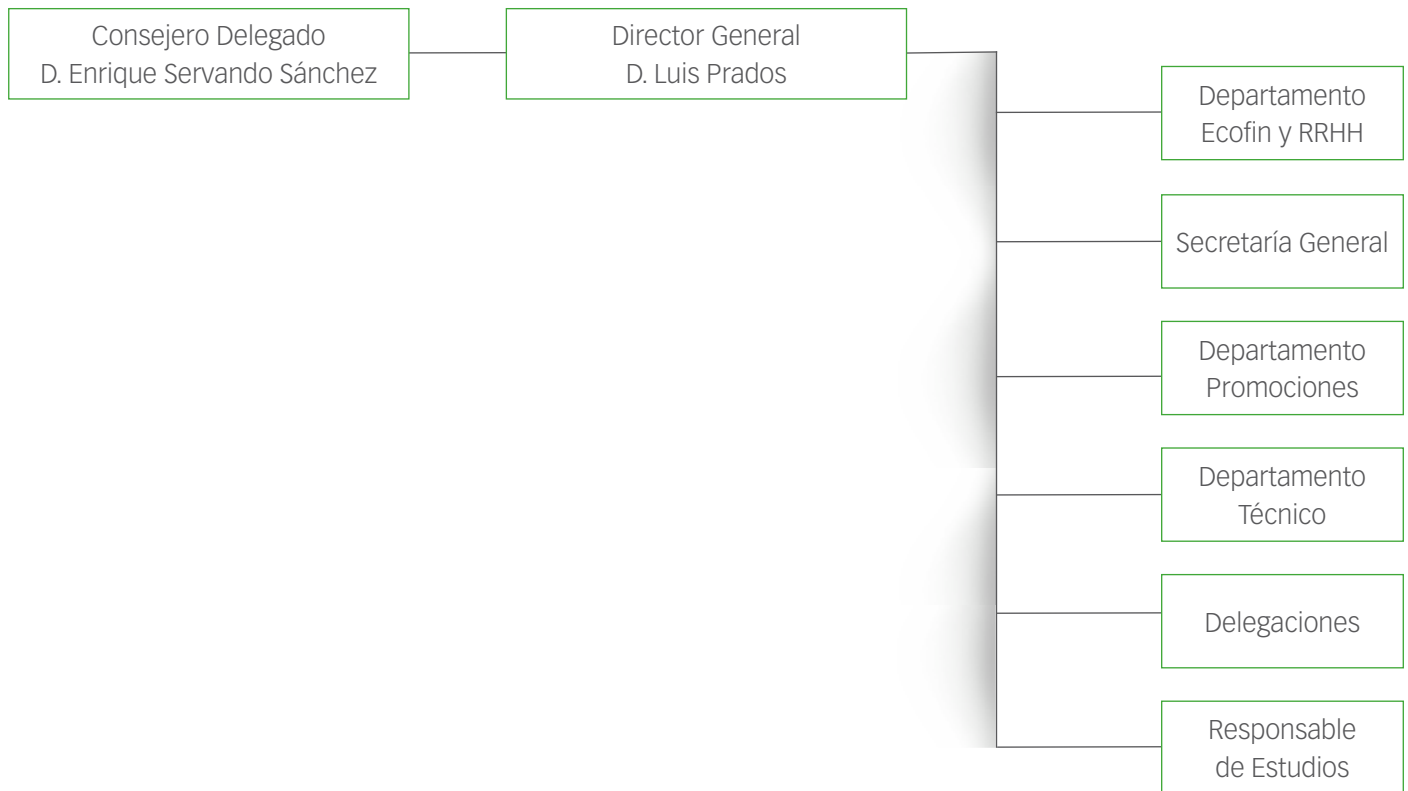 Consejero Delegado
D. Enrique Servando Sánchez
Director General
D. Luis Prados
Departamento
Ecofin y RRHH
Secretaría General
Departamento
Promociones
Departamento
Técnico
Delegaciones
Responsable
de Estudios